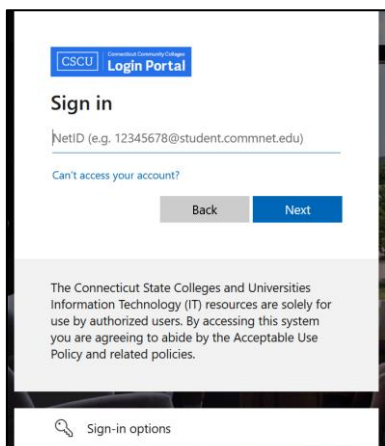 CSCU
Connecticut Community Colleges
Login Portal
Sign in
NetID (e.g. 12345678@student.commnet.edu)
Can't access your account?
Back
Next
The Connecticut State Colleges and Universities
Information Technology (IT) resources are solely for
use by authorized users. By accessing this system
you are agreeing to abide by the Acceptable Use
Policy and related policies.
Sign-in options